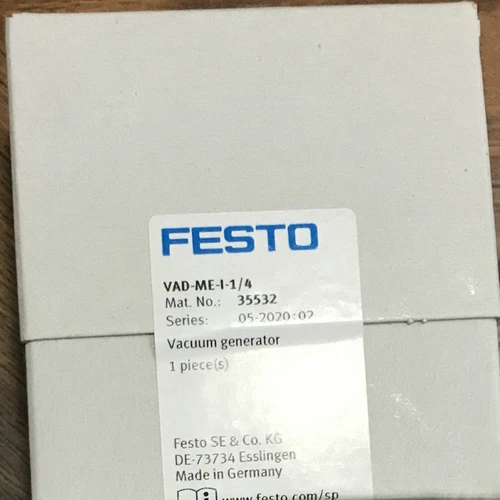 FESTO
VAD-ME-I-1/4
Mat. No.: 35532
Series: 05-2020:02
Vacuum generator
1 piece(s)
Festo SE & Co. KG
DE-73734 Esslingen
Made in Germany
www.festo.com/sp